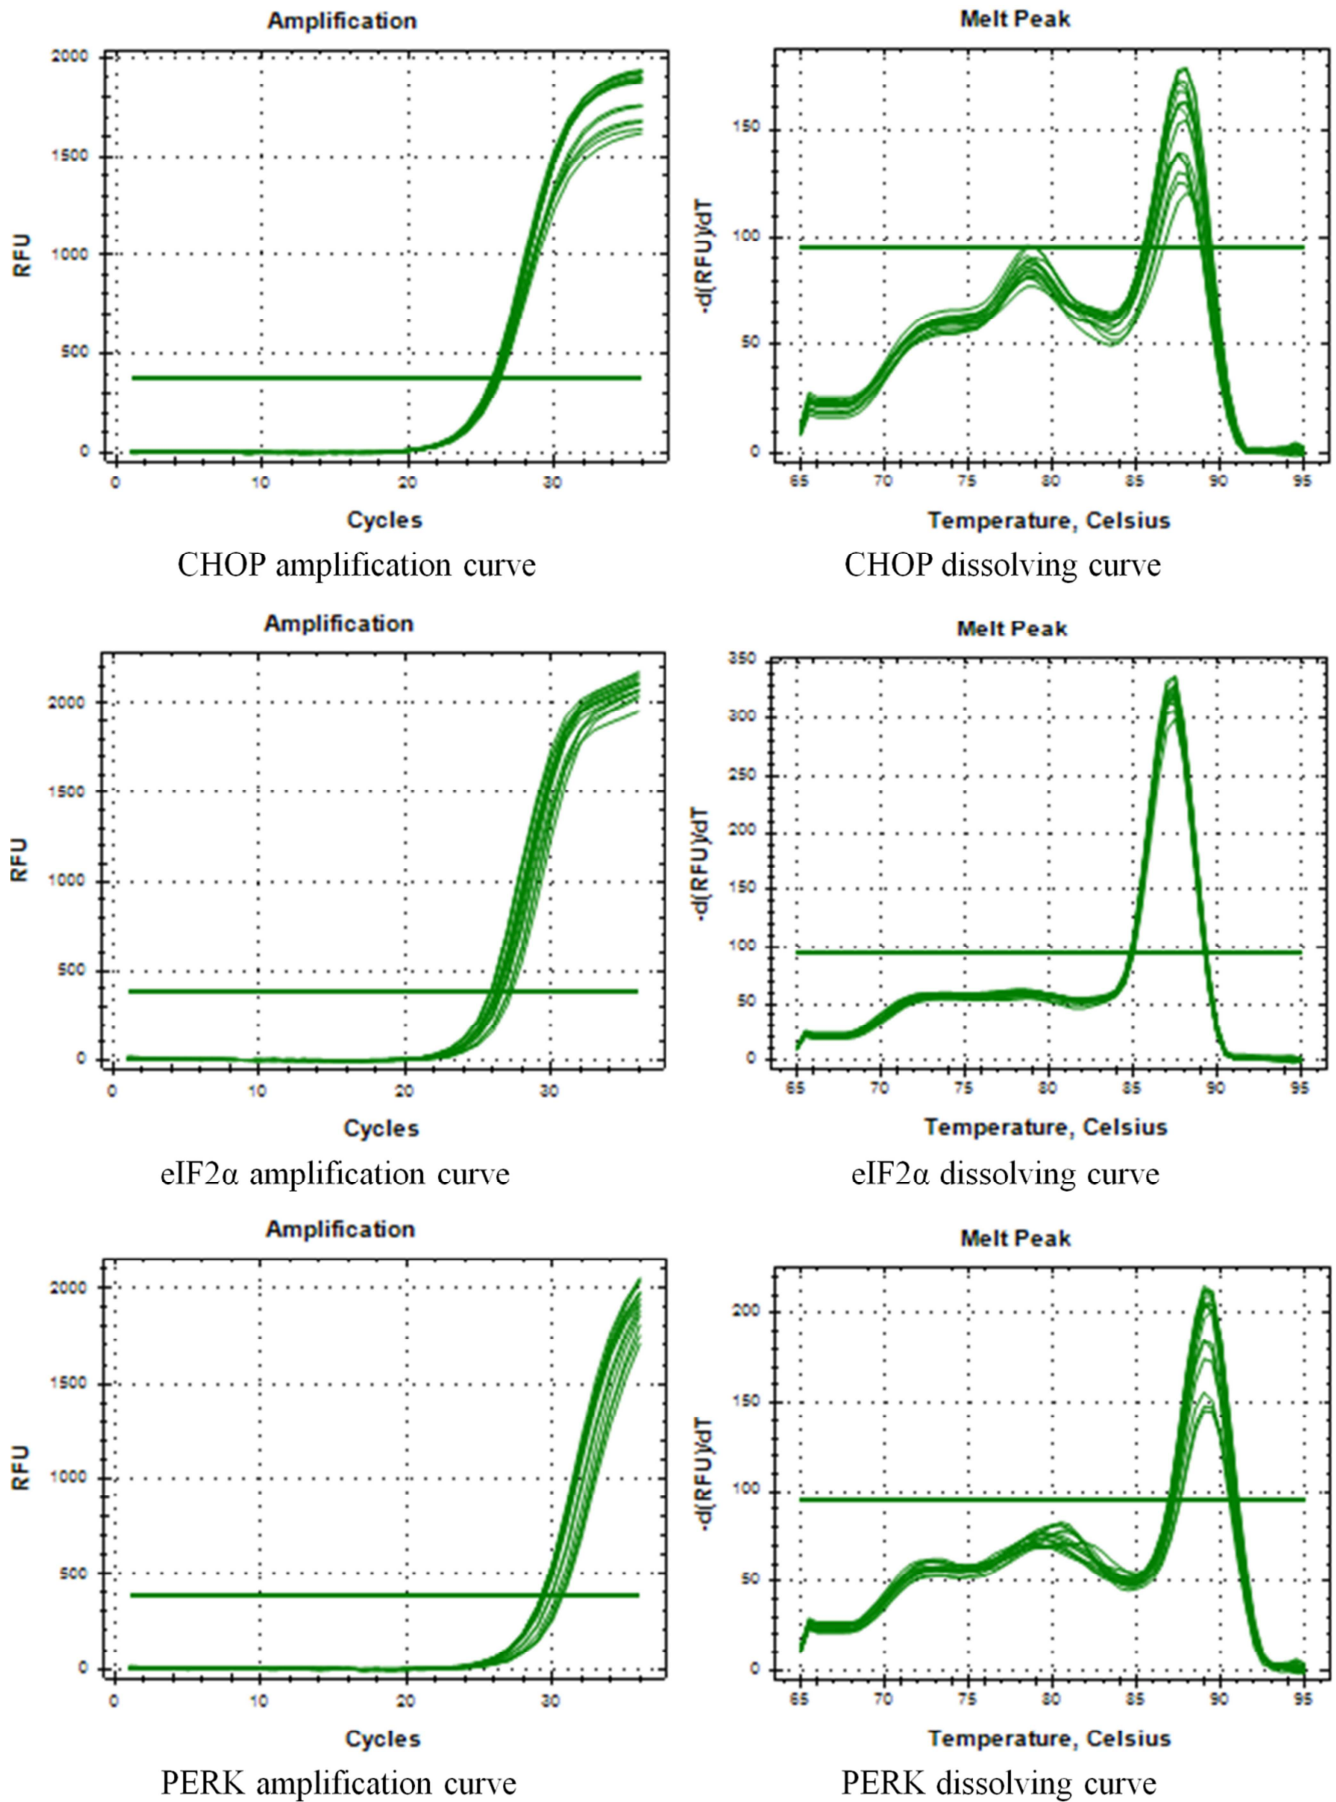 Amplification
Melt Peak
2000
1500
1000
500
0
RFU
0 10 20 30
Cycles
150
100
50
0
-d(RFU)/dT
65 70 75 80 85 90 95
Temperature, Celsius
CHOP amplification curve
CHOP dissolving curve
Amplification
Melt Peak
2000
1500
1000
500
0
RFU
0 10 20 30
Cycles
350
300
250
200
150
100
50
0
-d(RFU)/dT
65 70 75 80 85 90 95
Temperature, Celsius
eIF2α amplification curve
eIF2α dissolving curve
Amplification
Melt Peak
2000
1500
1000
500
0
RFU
0 10 20 30
Cycles
200
150
100
50
0
-d(RFU)/dT
65 70 75 80 85 90 95
Temperature, Celsius
PERK amplification curve
PERK dissolving curve